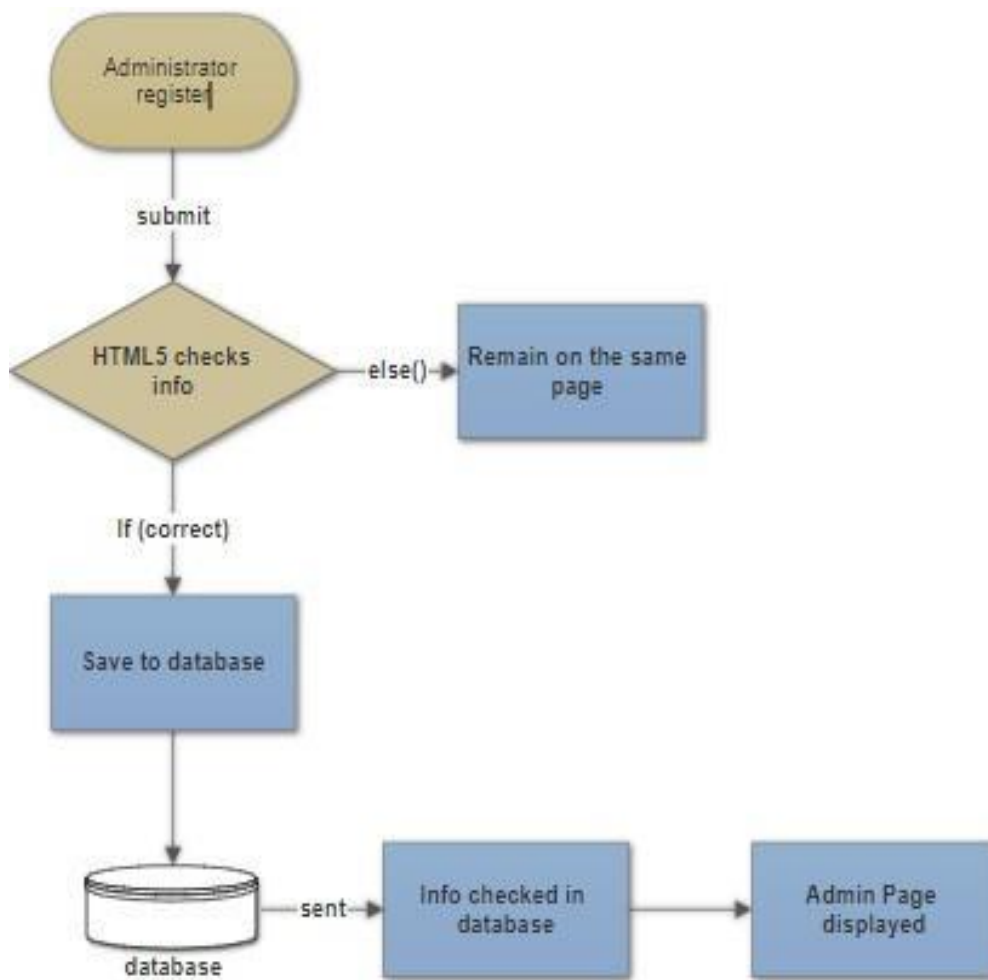 Administrator
register
submit
HTML5 checks
info
else()
Remain on the same
page
If (correct)
Save to database
database
sent
Info checked in
database
Admin Page
displayed